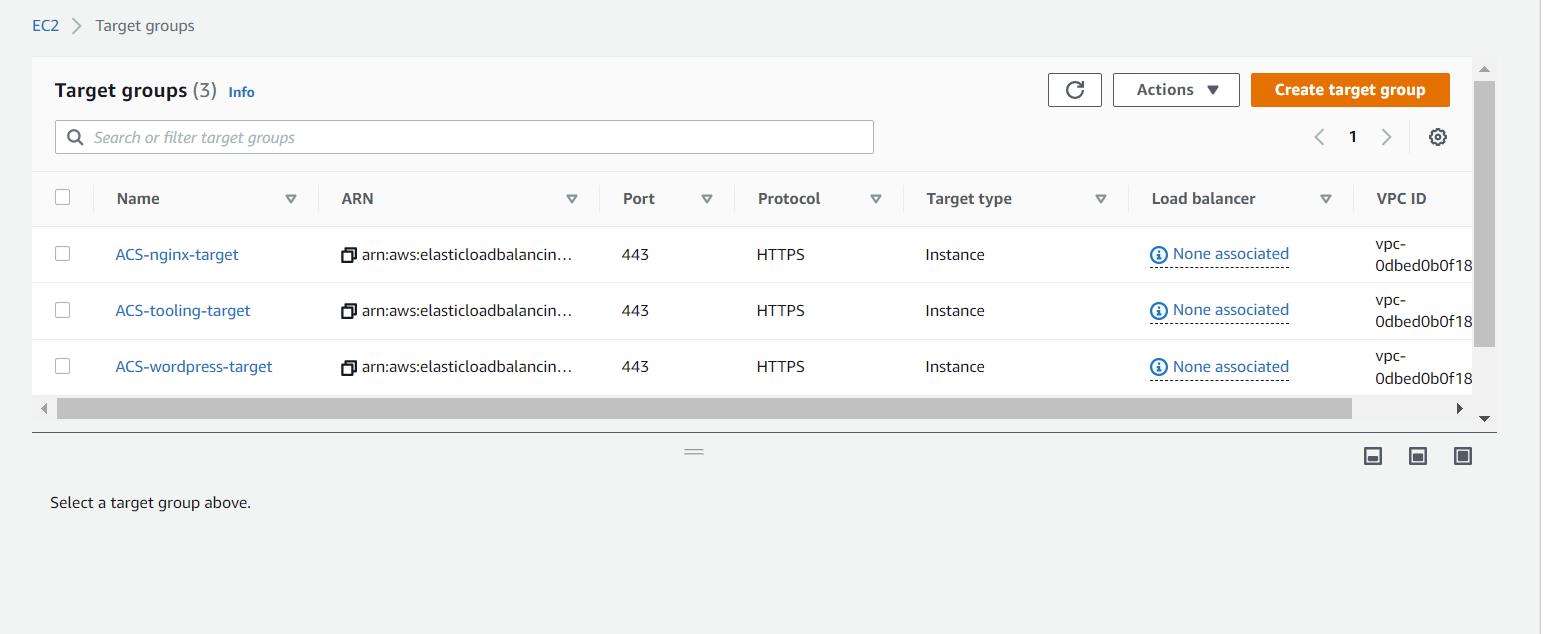 EC2 > Target groups
Target groups (3) Info
Actions
Create target group
Search or filter target groups
1
Name ARN Port Protocol Target type Load balancer VPC ID
ACS-nginx-target arn:aws:elasticloadbalancin... 443 HTTPS Instance None associated vpc-
0dbed0b0f18
ACS-tooling-target arn:aws:elasticloadbalancin... 443 HTTPS Instance None associated vpc-
0dbed0b0f18
ACS-wordpress-target arn:aws:elasticloadbalancin... 443 HTTPS Instance None associated vpc-
0dbed0b0f18
Select a target group above.